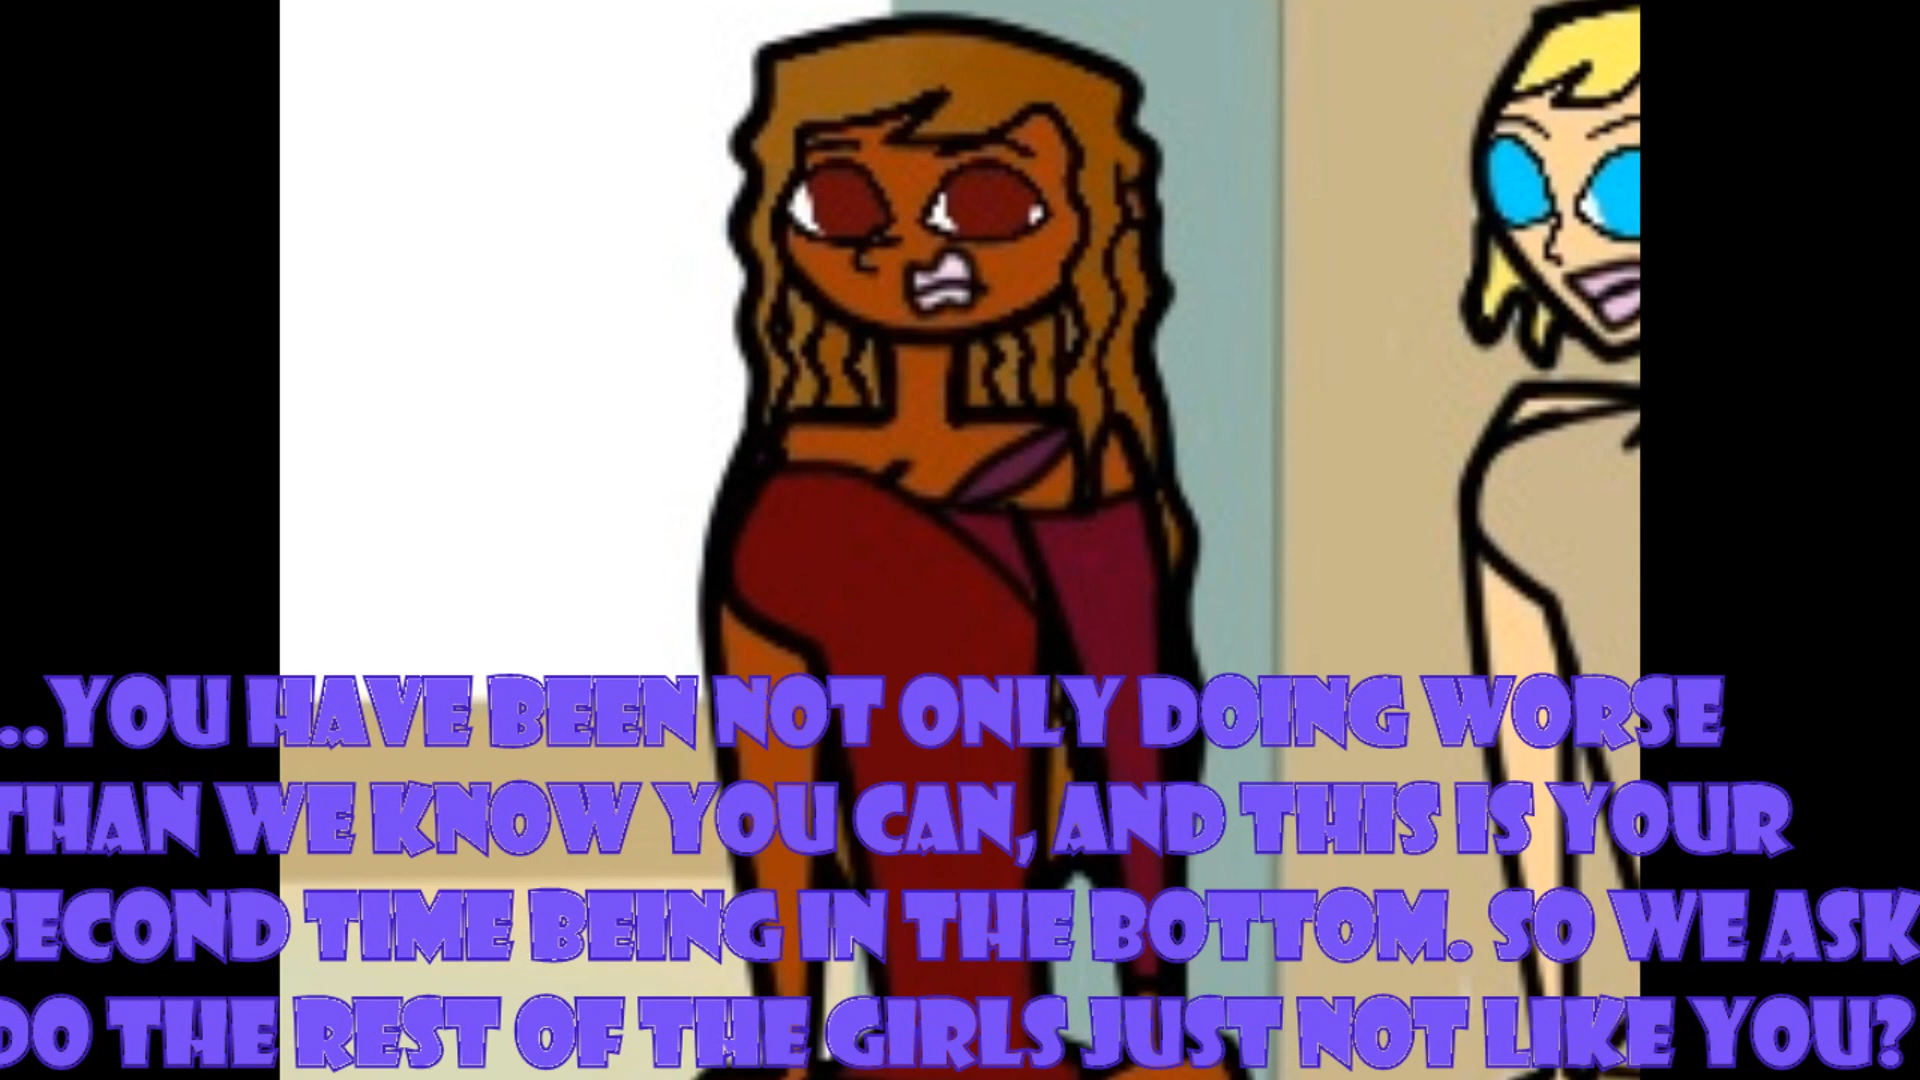 ..YOU HAVE BEEN NOT ONLY DOING WORSE
THAN WE KNOW YOU CAN, AND THIS IS YOUR
SECOND TIME BEING IN THE BOTTOM. SO WE ASK
DO THE REST OF THE GIRLS JUST NOT LIKE YOU?